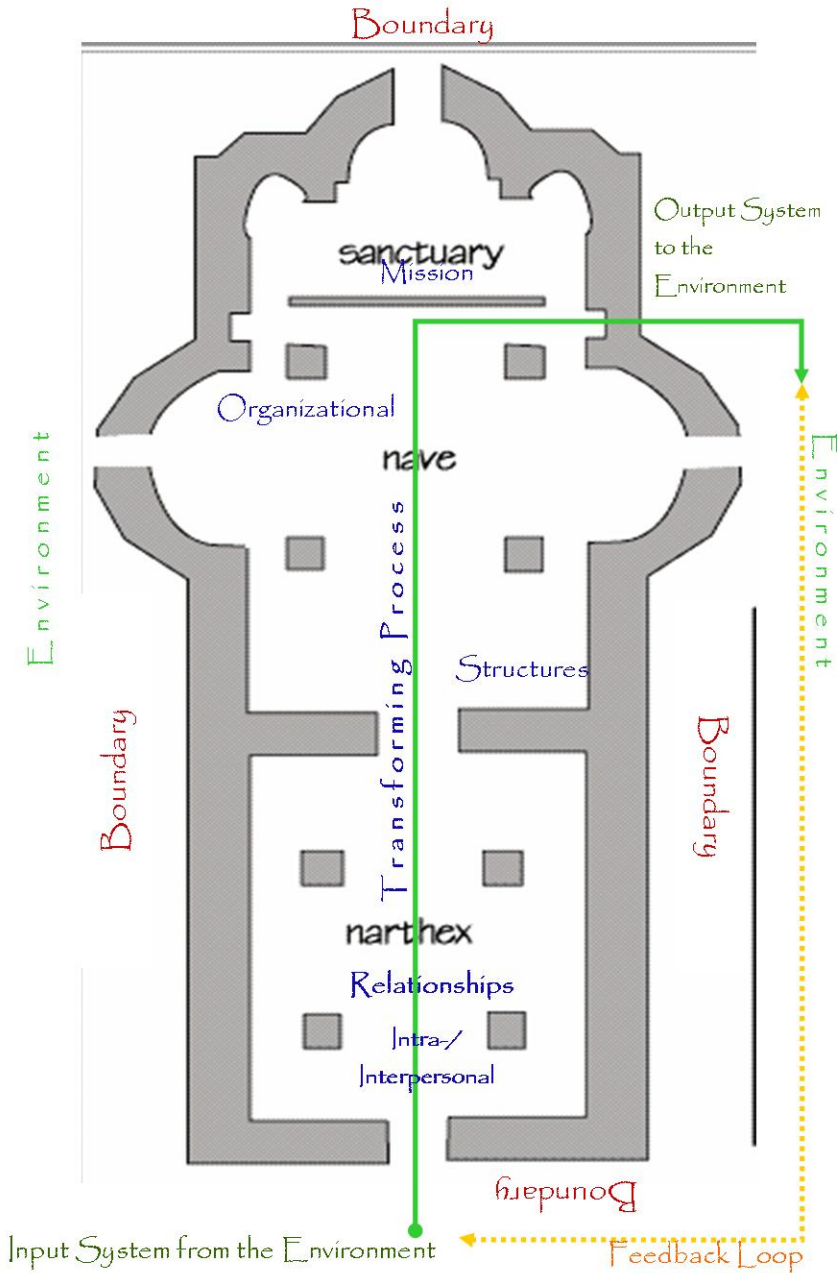 Boundary
Output System
to the
Environment
sanctuary
Mission
Organizational
nave
Environment
Environment
Transforming Process
Structures
Boundary
Boundary
narthex
Relationships
Intra-/
Interpersonal
Boundary
Input System from the Environment
Feedback Loop